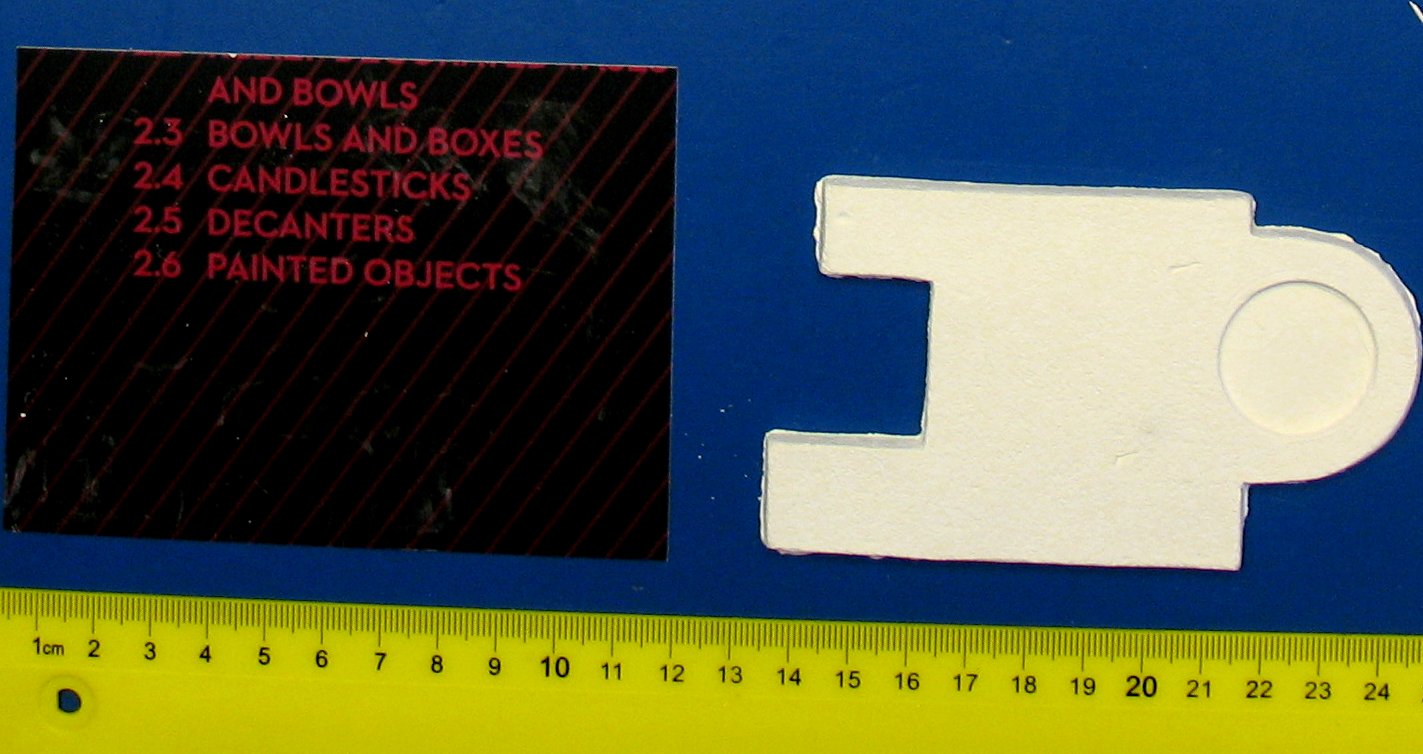 AND BOWLS
2.3 BOWLS AND BOXES
2.4 CANDLESTICKS
2.5 DECANTERS
2.6 PAINTED OBJECTS
1cm 2 3 4 5 6 7 8 9 10 11 12 13 14 15 16 17 18 19 20 21 22 23 24